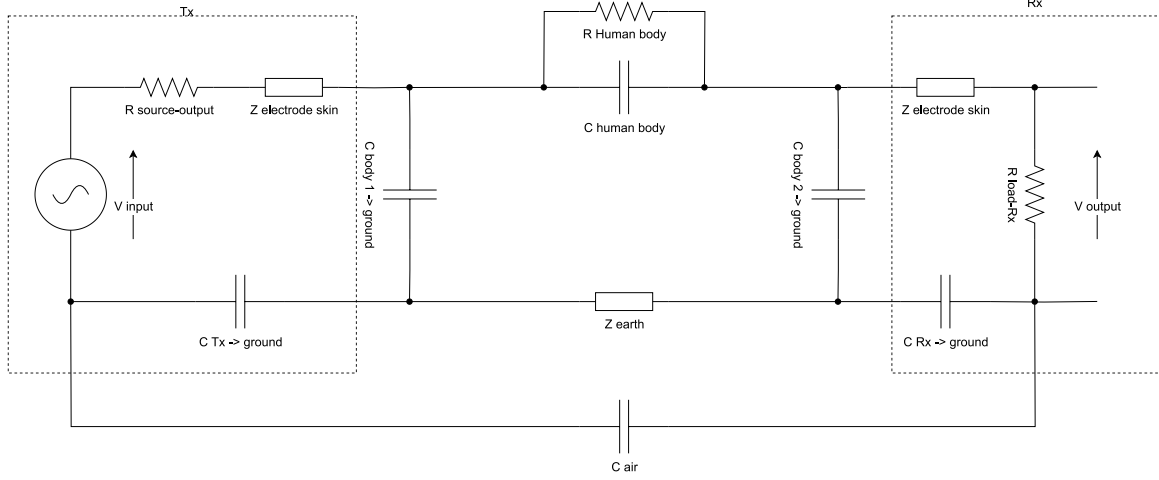 Tx
Rx
R Human body
R source-output
Z electrode skin
C human body
Z electrode skin
C body 1 -> ground
C body 2 -> ground
R load-Rx
V input
V output
Z earth
C Tx -> ground
C Rx -> ground
C air